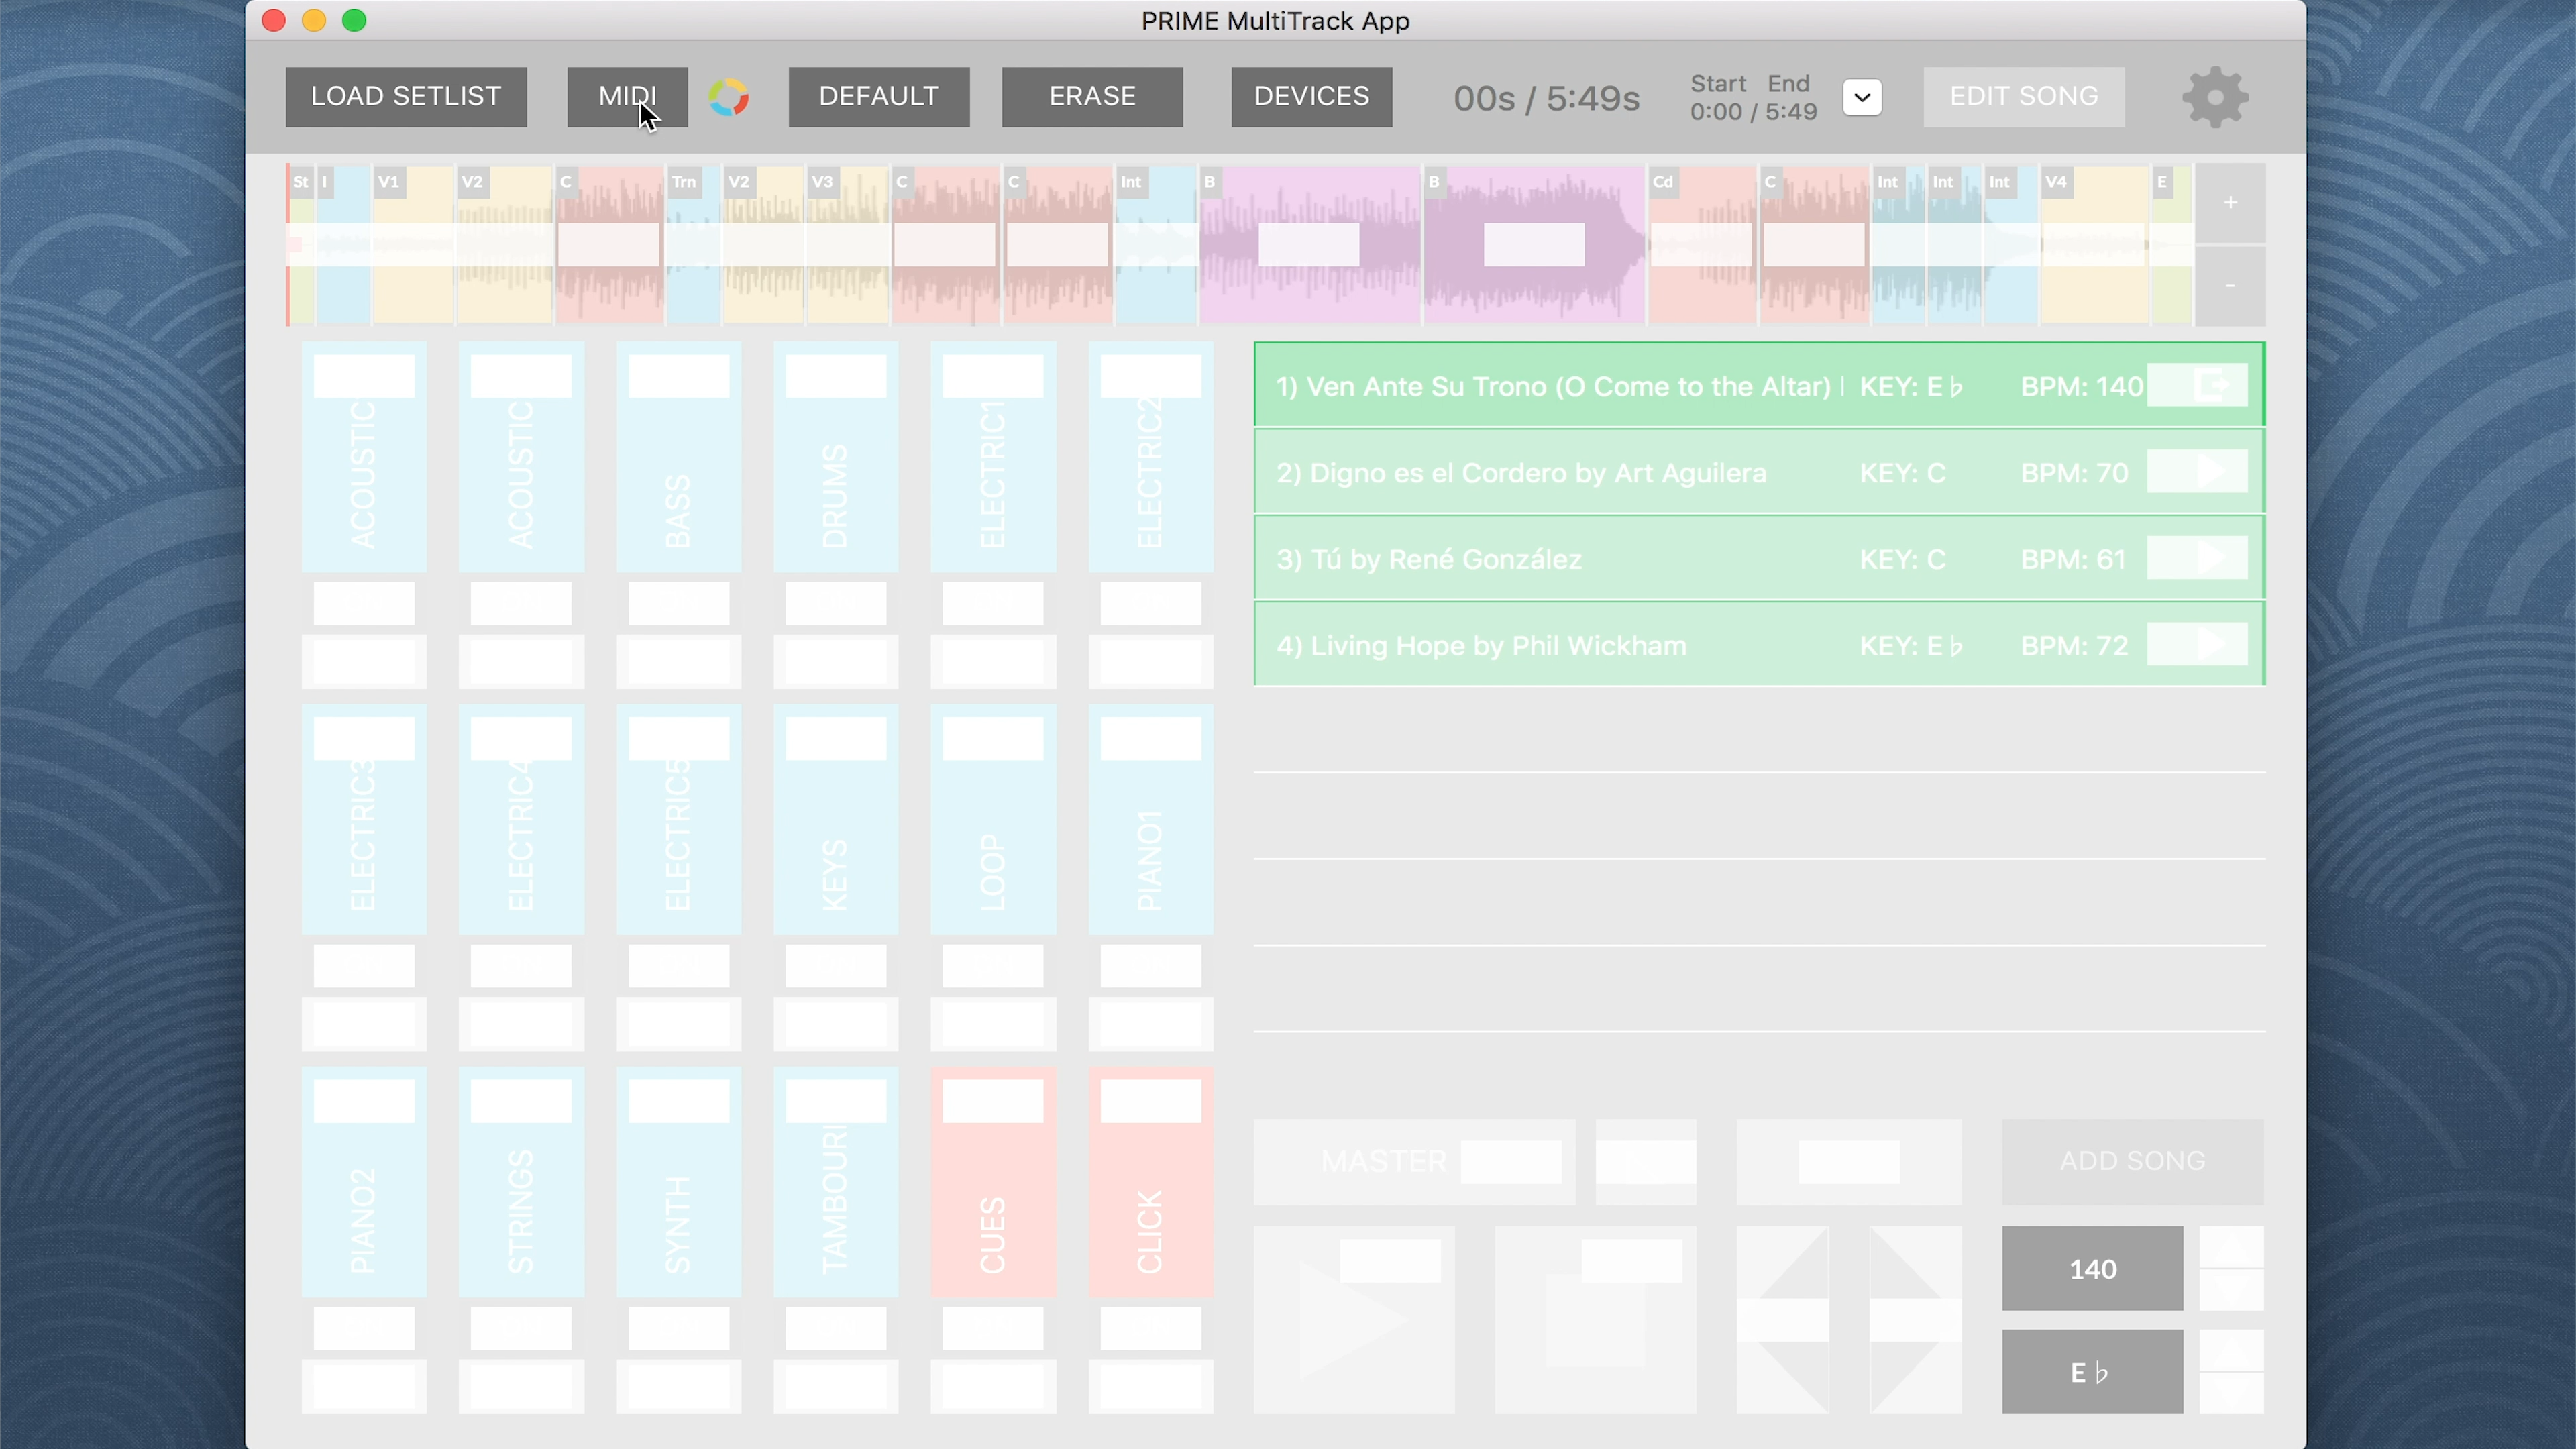 PRIME MultiTrack App
LOAD SETLIST
MIDI
DEFAULT
ERASE
DEVICES
00s / 5:49s
Start End
0:00 / 5:49
EDIT SONG
St I V1 V2 C Trn V2 V3 C C Int B B Cd C Int Int Int V4 E
+
-
ACOUSTIC ACOUSTIC BASS DRUMS ELECTRIC1 ELECTRIC2
1) Ven Ante Su Trono (O Come to the Altar) KEY: E♭ BPM: 140
2) Digno es el Cordero by Art Aguilera KEY: C BPM: 70
3) Tú by René González KEY: C BPM: 61
4) Living Hope by Phil Wickham KEY: E♭ BPM: 72
ELECTRIC3 ELECTRIC4 ELECTRIC5 KEYS LOOP PIANO1
PIANO2 STRINGS SYNTH TAMBOURI CUES CLICK
MASTER
ADD SONG
140
E♭